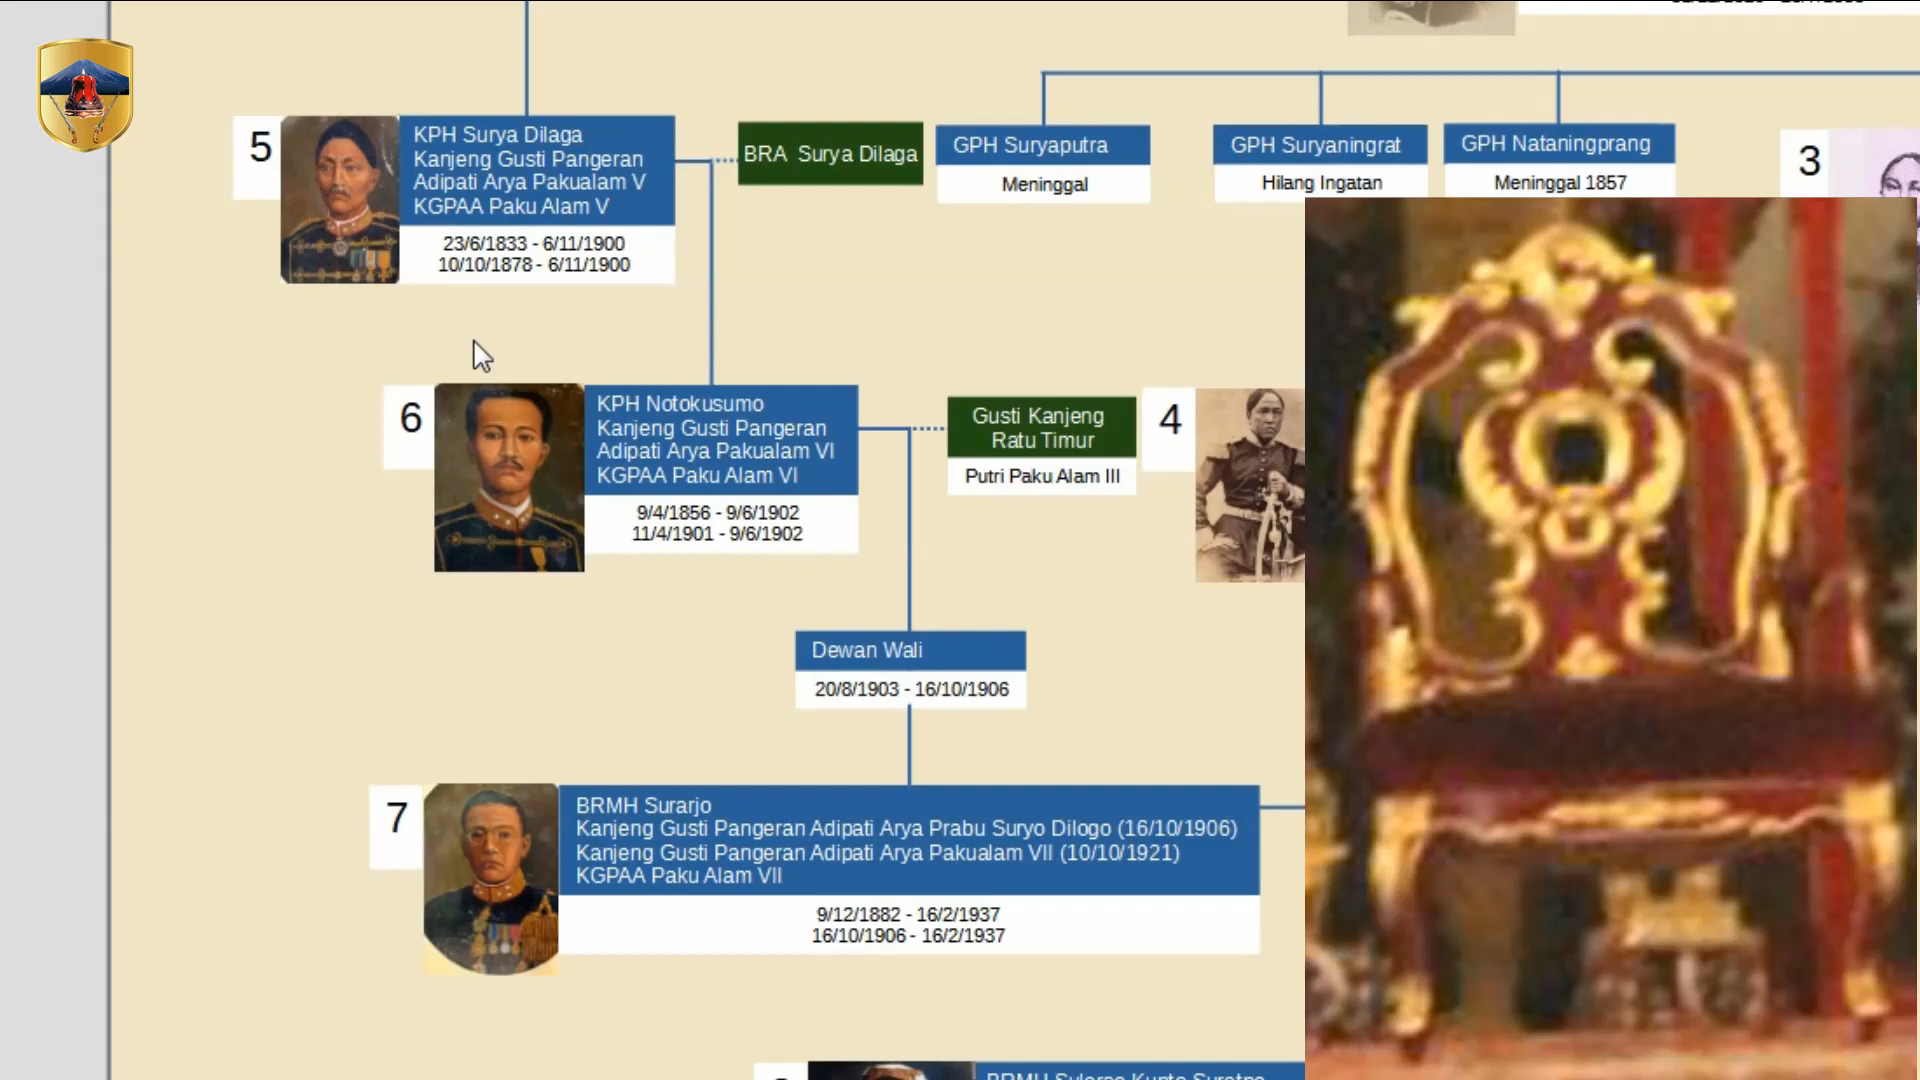 5
KPH Surya Dilaga
Kanjeng Gusti Pangeran
Adipati Arya Pakualam V
KGPAA Paku Alam V
23/6/1833 - 6/11/1900
10/10/1878 - 6/11/1900
BRA Surya Dilaga
GPH Suryaputra
Meninggal
GPH Suryaningrat
Hilang Ingatan
GPH Nataningprang
Meninggal 1857
3
6
KPH Notokusumo
Kanjeng Gusti Pangeran
Adipati Arya Pakualam VI
KGPAA Paku Alam VI
9/4/1856 - 9/6/1902
11/4/1901 - 9/6/1902
Gusti Kanjeng
Ratu Timur
Putri Paku Alam III
4
Dewan Wali
20/8/1903 - 16/10/1906
7
BRMH Surarjo
Kanjeng Gusti Pangeran Adipati Arya Prabu Suryo Dilogo (16/10/1906)
Kanjeng Gusti Pangeran Adipati Arya Pakualam VII (10/10/1921)
KGPAA Paku Alam VII
9/12/1882 - 16/2/1937
16/10/1906 - 16/2/1937